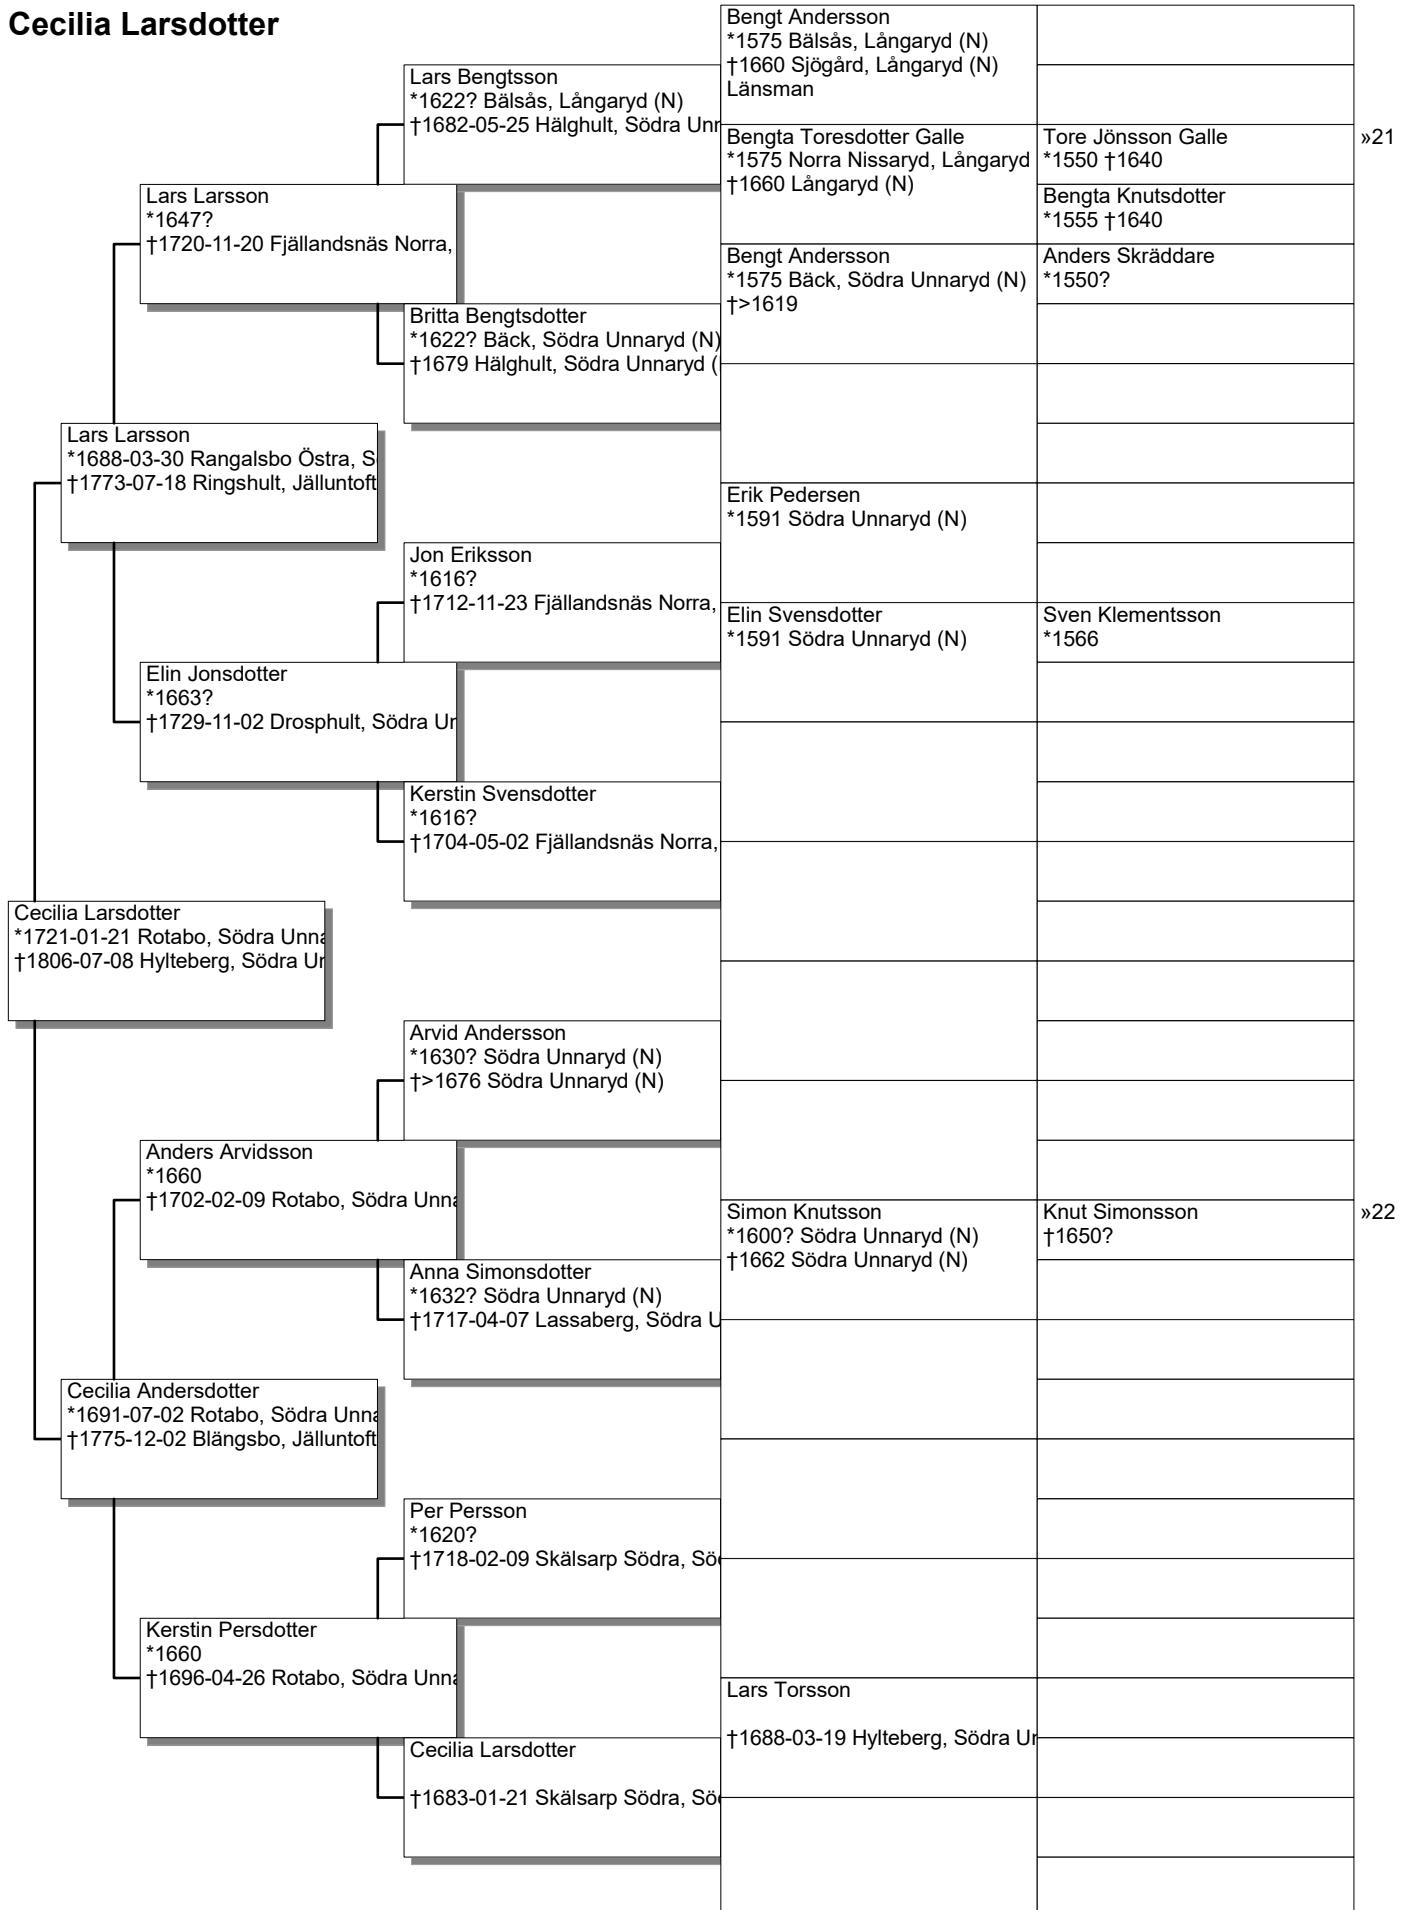 Cecilia Larsdotter
Bengt Andersson
*1575 Bälsås, Långaryd (N)
†1660 Sjögård, Långaryd (N)
Länsman
Lars Bengtsson
*1622? Bälsås, Långaryd (N)
†1682-05-25 Hälghult, Södra Unr
Bengta Toresdotter Galle
*1575 Norra Nissaryd, Långaryd
†1660 Långaryd (N)
Tore Jönsson Galle
*1550 †1640
»21
Bengta Knutsdotter
*1555 †1640
Lars Larsson
*1647?
†1720-11-20 Fjällandsnäs Norra,
Bengt Andersson
*1575 Bäck, Södra Unnaryd (N)
†>1619
Anders Skräddare
*1550?
Britta Bengtsdotter
*1622? Bäck, Södra Unnaryd (N)
†1679 Hälghult, Södra Unnaryd (
Lars Larsson
*1688-03-30 Rangalsbo Östra, S
†1773-07-18 Ringshult, Jälluntoft
Erik Pedersen
*1591 Södra Unnaryd (N)
Jon Eriksson
*1616?
†1712-11-23 Fjällandsnäs Norra,
Elin Svensdotter
*1591 Södra Unnaryd (N)
Sven Klementsson
*1566
Elin Jonsdotter
*1663?
†1729-11-02 Drosphult, Södra Ur
Kerstin Svensdotter
*1616?
†1704-05-02 Fjällandsnäs Norra,
Cecilia Larsdotter
*1721-01-21 Rotabo, Södra Unna
†1806-07-08 Hylteberg, Södra Ur
Arvid Andersson
*1630? Södra Unnaryd (N)
†>1676 Södra Unnaryd (N)
Anders Arvidsson
*1660
†1702-02-09 Rotabo, Södra Unna
Simon Knutsson
*1600? Södra Unnaryd (N)
†1662 Södra Unnaryd (N)
Knut Simonsson
†1650?
»22
Anna Simonsdotter
*1632? Södra Unnaryd (N)
†1717-04-07 Lassaberg, Södra U
Cecilia Andersdotter
*1691-07-02 Rotabo, Södra Unna
†1775-12-02 Blängsbo, Jälluntoft
Per Persson
*1620?
†1718-02-09 Skälsarp Södra, Söd
Kerstin Persdotter
*1660
†1696-04-26 Rotabo, Södra Unna
Lars Torsson
†1688-03-19 Hylteberg, Södra Ur
Cecilia Larsdotter
†1683-01-21 Skälsarp Södra, Söd